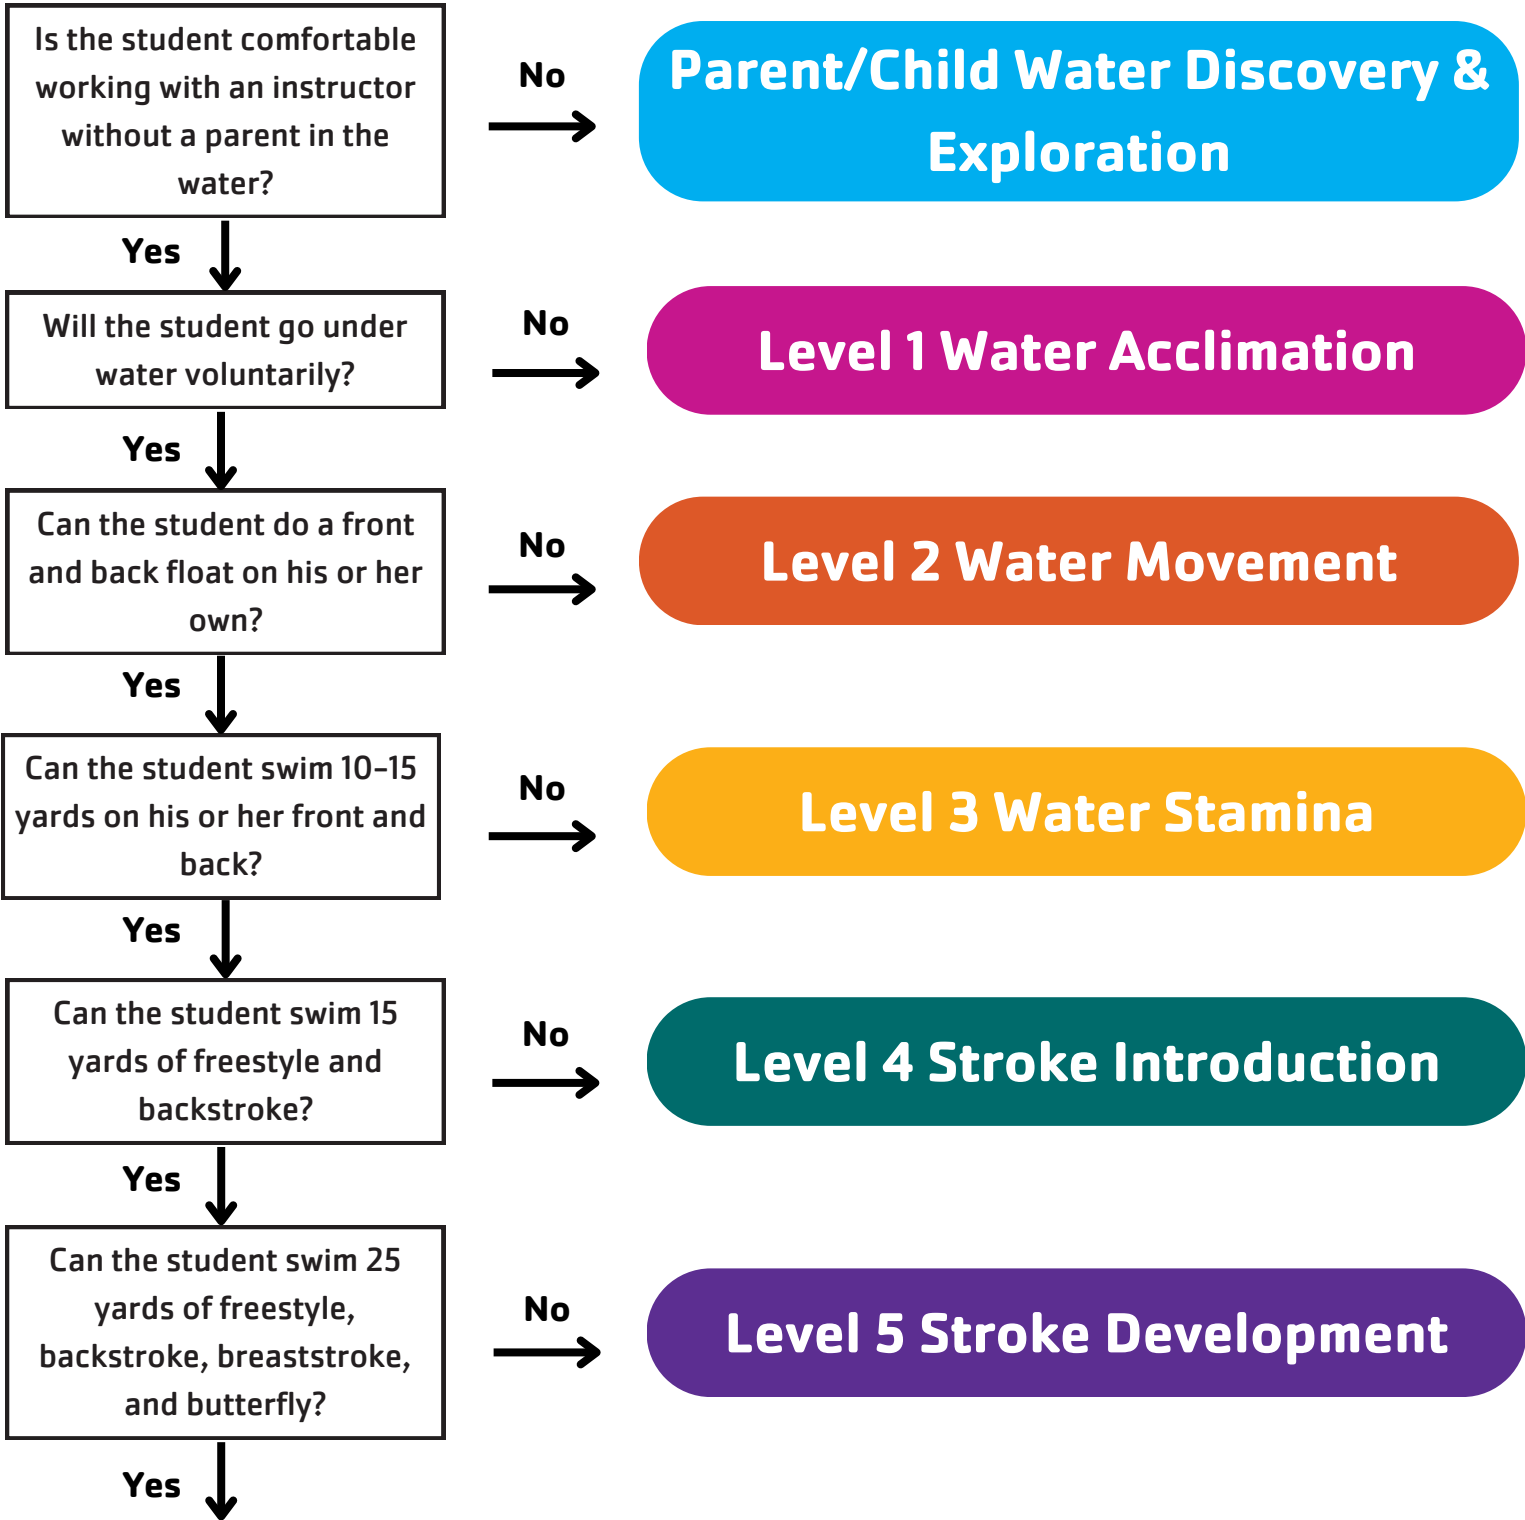 Is the student comfortable
working with an instructor
without a parent in the
water?
No
Parent/Child Water Discovery &
Exploration
Yes
Will the student go under
water voluntarily?
No
Level 1 Water Acclimation
Yes
Can the student do a front
and back float on his or her
own?
No
Level 2 Water Movement
Yes
Can the student swim 10-15
yards on his or her front and
back?
No
Level 3 Water Stamina
Yes
Can the student swim 15
yards of freestyle and
backstroke?
No
Level 4 Stroke Introduction
Yes
Can the student swim 25
yards of freestyle,
backstroke, breaststroke,
and butterfly?
No
Level 5 Stroke Development
Yes